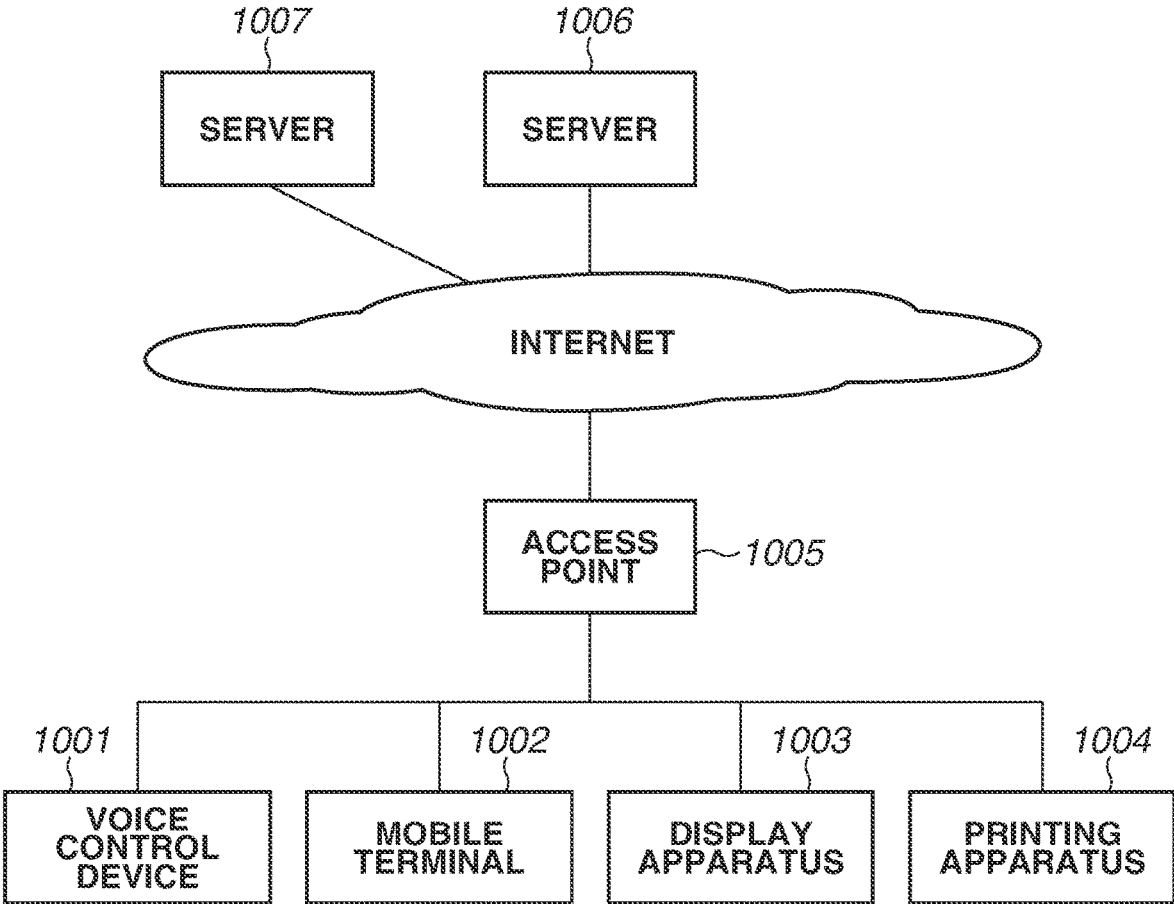 1007
1006
SERVER
SERVER
INTERNET
ACCESS
POINT
1005
1001
1002
1003
1004
VOICE
CONTROL
DEVICE
MOBILE
TERMINAL
DISPLAY
APPARATUS
PRINTING
APPARATUS